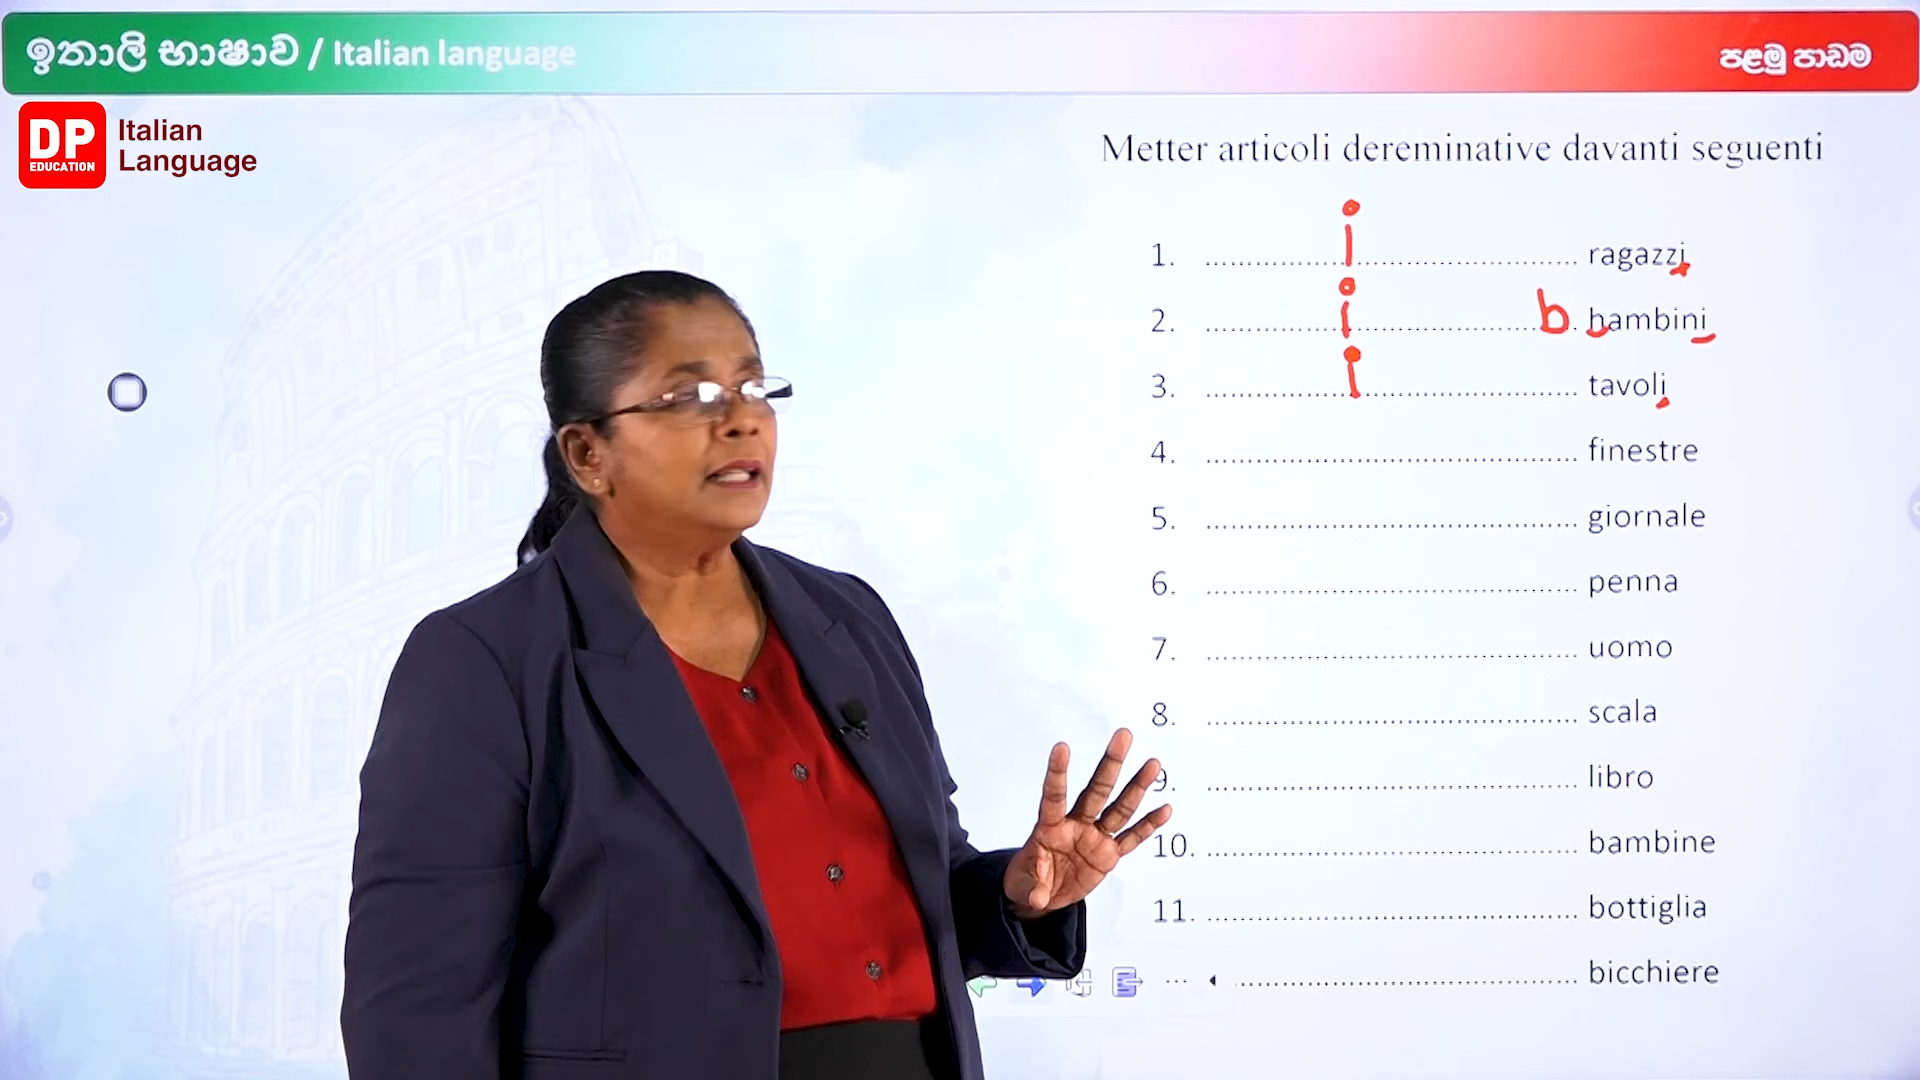 ඉතාලි භාෂාව / Italian language
පළමු පාඩම
DP
EDUCATION
Italian
Language
Metter articoli dereminative davanti seguenti
1. i ragazzi
2. i b bambini
3. i tavoli
4. finestre
5. giornale
6. penna
7. uomo
8. scala
9. libro
10. bambine
11. bottiglia
bicchiere